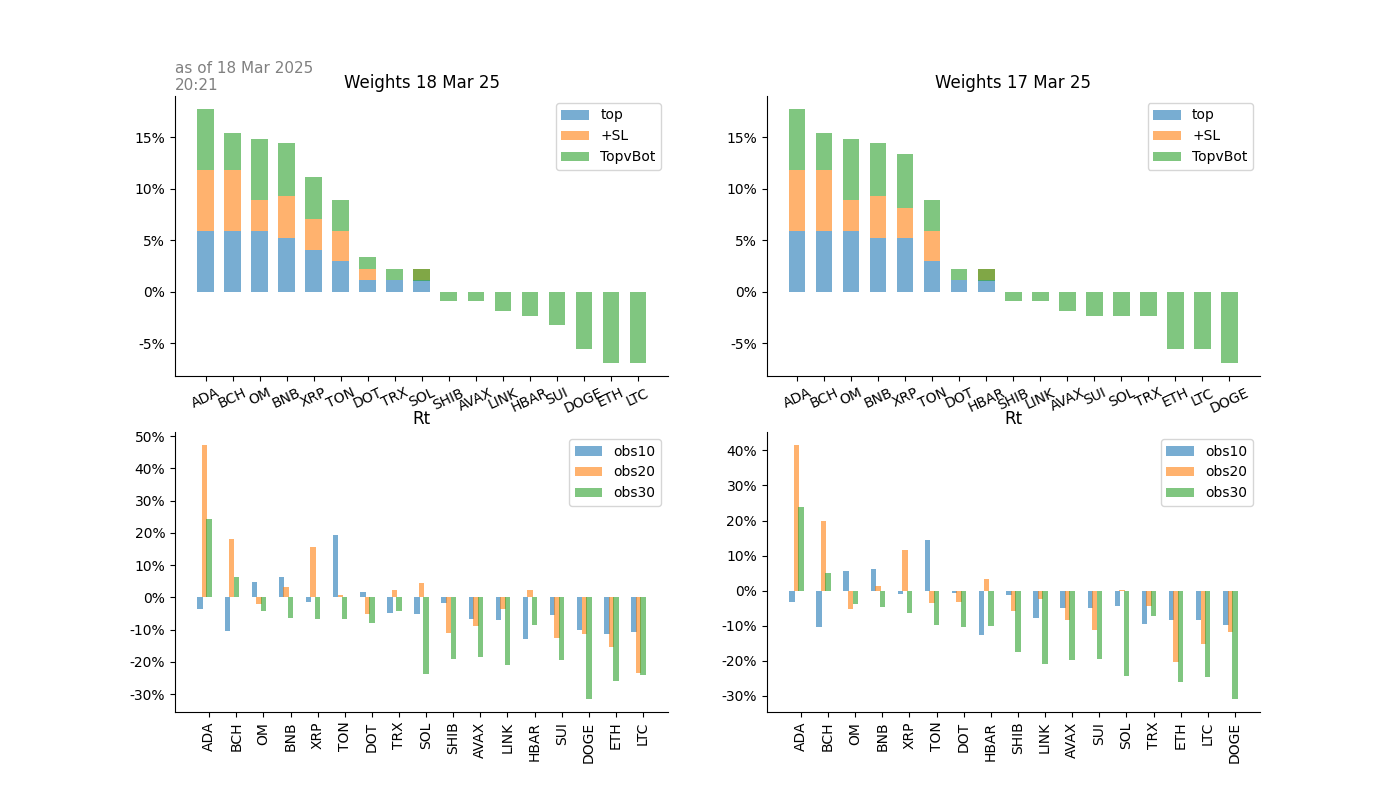 as of 18 Mar 2025
20:21
Weights 18 Mar 25
15%
10%
5%
0%
-5%
top
+SL
TopvBot
ADA BCH OM BNB XRP TON DOT TRX SOL SHIB AVAX LINK HBAR SUI DOGE ETH LTC
Weights 17 Mar 25
15%
10%
5%
0%
-5%
top
+SL
TopvBot
ADA BCH OM BNB XRP TON DOT HBAR SHIB LINK AVAX SUI SOL TRX ETH LTC DOGE
Rt
50%
40%
30%
20%
10%
0%
-10%
-20%
-30%
obs10
obs20
obs30
ADA BCH OM BNB XRP TON DOT TRX SOL SHIB AVAX LINK HBAR SUI DOGE ETH LTC
Rt
40%
30%
20%
10%
0%
-10%
-20%
-30%
obs10
obs20
obs30
ADA BCH OM BNB XRP TON DOT HBAR SHIB LINK AVAX SUI SOL TRX ETH LTC DOGE